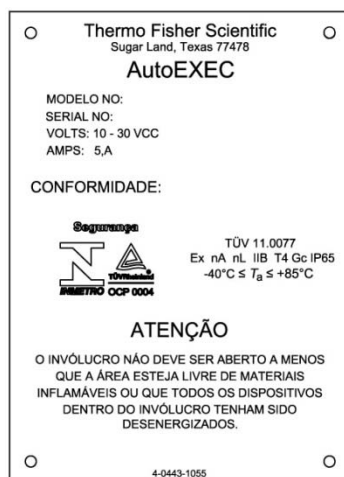 Thermo Fisher Scientific
Sugar Land, Texas 77478
AutoEXEC
MODELO NO:
SERIAL NO:
VOLTS: 10 - 30 VCC
AMPS: 5,A
CONFORMIDADE:
Segurança
TÜVRheinland
INMETRO OCP 0004
TÜV 11.0077
Ex nA nL IIB T4 Gc IP65
-40°C ≤ Ta ≤ +85°C
ATENÇÃO
O INVÓLUCRO NÃO DEVE SER ABERTO A MENOS
QUE A ÁREA ESTEJA LIVRE DE MATERIAIS
INFLAMÁVEIS OU QUE TODOS OS DISPOSITIVOS
DENTRO DO INVÓLUCRO TENHAM SIDO
DESENERGIZADOS.
4-0443-1055